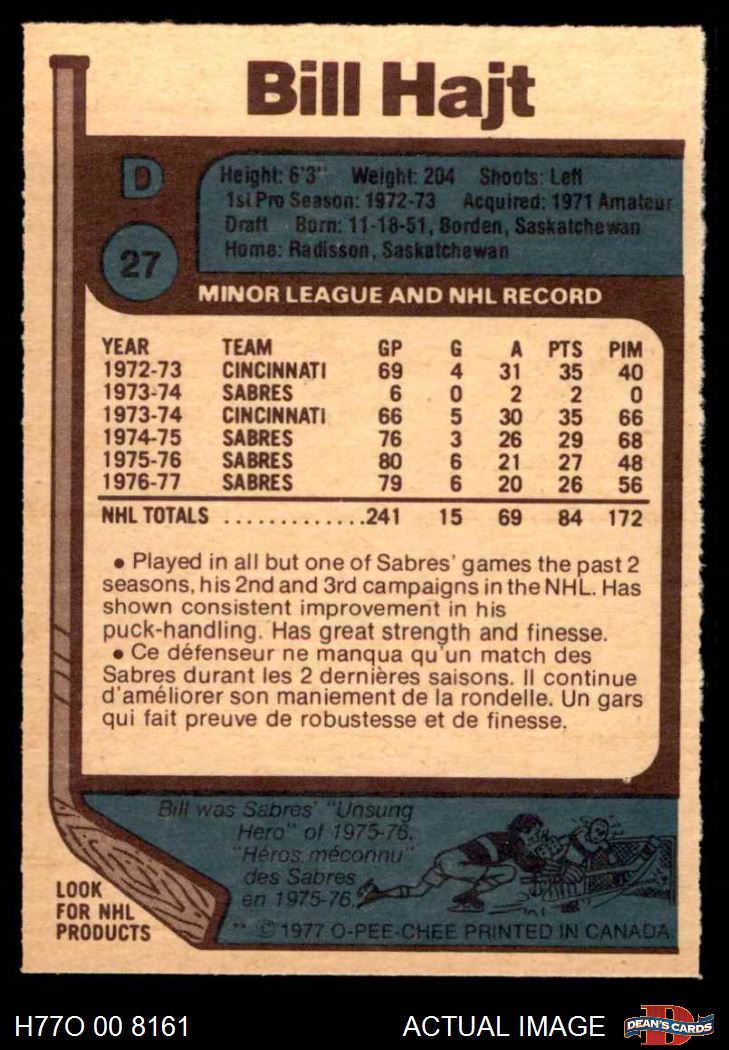 Bill Hajt
D
Height: 6'3" Weight: 204 Shoots: Left
1st Pro Season: 1972-73 Acquired: 1971 Amateur
Draft Born: 11-18-51, Borden, Saskatchewan
Home: Radisson, Saskatchewan
27
MINOR LEAGUE AND NHL RECORD
YEAR TEAM GP G A PTS PIM
1972-73 CINCINNATI 69 4 31 35 40
1973-74 SABRES 6 0 2 2 0
1973-74 CINCINNATI 66 5 30 35 66
1974-75 SABRES 76 3 26 29 68
1975-76 SABRES 80 6 21 27 48
1976-77 SABRES 79 6 20 26 56
NHL TOTALS .............241 15 69 84 172
• Played in all but one of Sabres' games the past 2
seasons, his 2nd and 3rd campaigns in the NHL. Has
shown consistent improvement in his
puck-handling. Has great strength and finesse.
• Ce défenseur ne manqua qu'un match des
Sabres durant les 2 dernières saisons. Il continue
d'améliorer son maniement de la rondelle. Un gars
qui fait preuve de robustesse et de finesse.
Bill was Sabres' "Unsung
Hero" of 1975-76.
"Héros méconnu"
des Sabres
en 1975-76.
LOOK
FOR NHL
PRODUCTS
** © 1977 O-PEE-CHEE PRINTED IN CANADA.
H77O 00 8161
ACTUAL IMAGE
D
DEAN'S CARDS